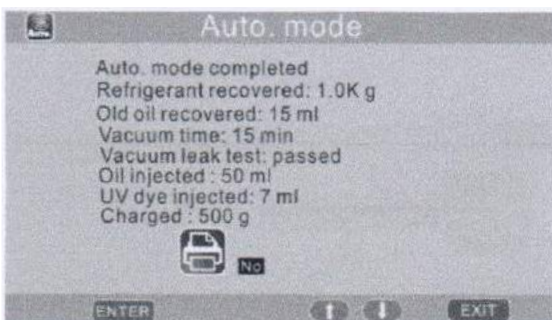 Auto. mode
Auto. mode completed
Refrigerant recovered: 1.0K g
Old oil recovered: 15 ml
Vacuum time: 15 min
Vacuum leak test: passed
Oil injected : 50 ml
UV dye injected: 7 ml
Charged : 500 g
No
ENTER
EXIT